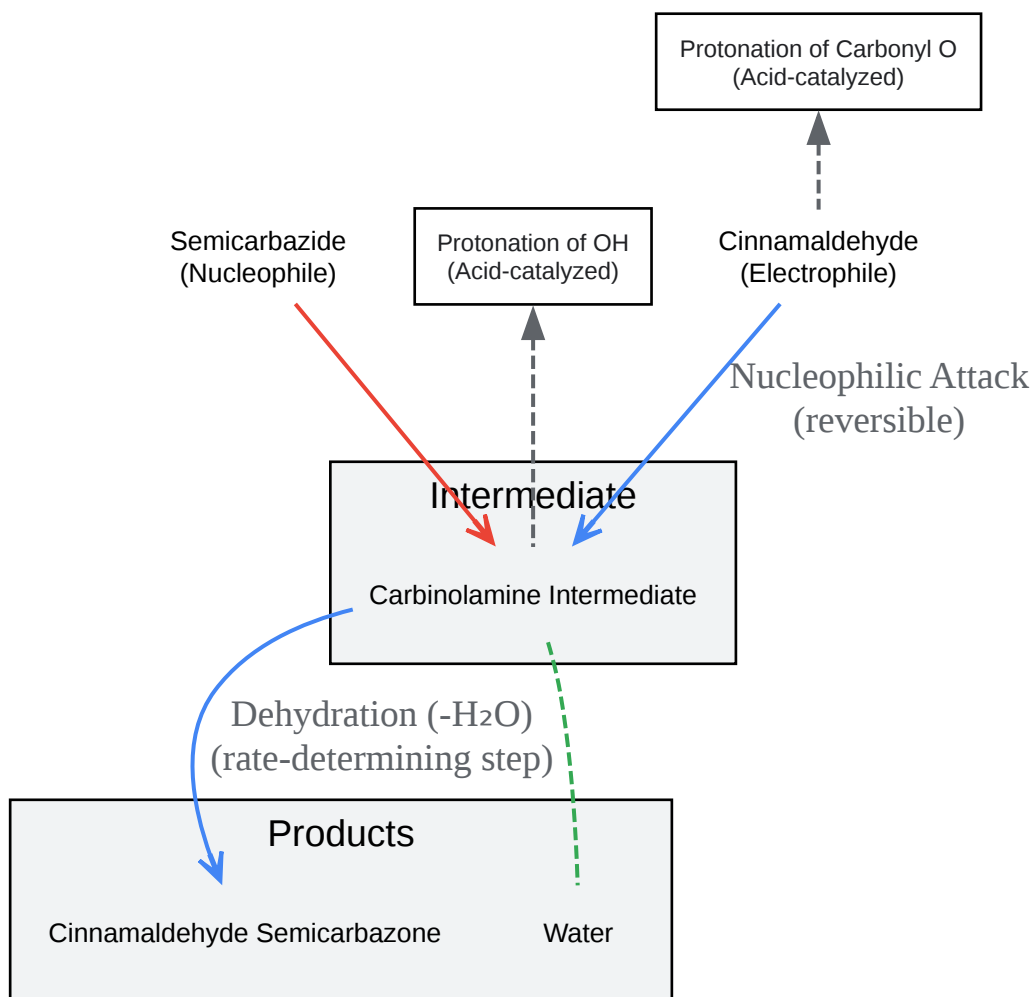 Protonation of Carbonyl O
(Acid-catalyzed)
Semicarbazide
(Nucleophile)
Protonation of OH
(Acid-catalyzed)
Cinnamaldehyde
(Electrophile)
Nucleophilic Attack
(reversible)
Intermediate
Carbinolamine Intermediate
Dehydration (-H₂O)
(rate-determining step)
Products
Cinnamaldehyde Semicarbazone
Water